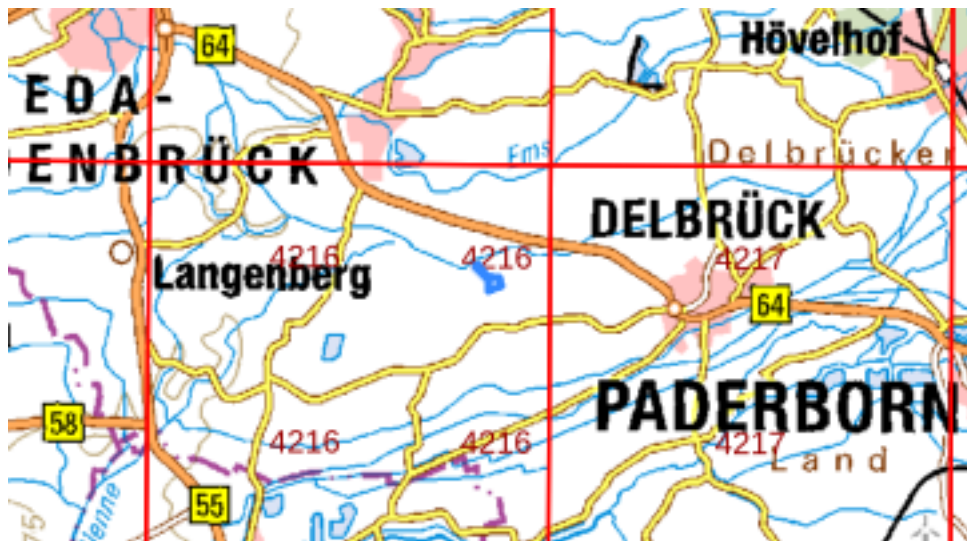 64
Hövelhof
EDA-
ENBRÜCK
Ems
Delbrücker
DELBRÜCK
4216
4216
4217
Langenberg
64
58
PADERBORN
4216
4216
4217
Land
55
75